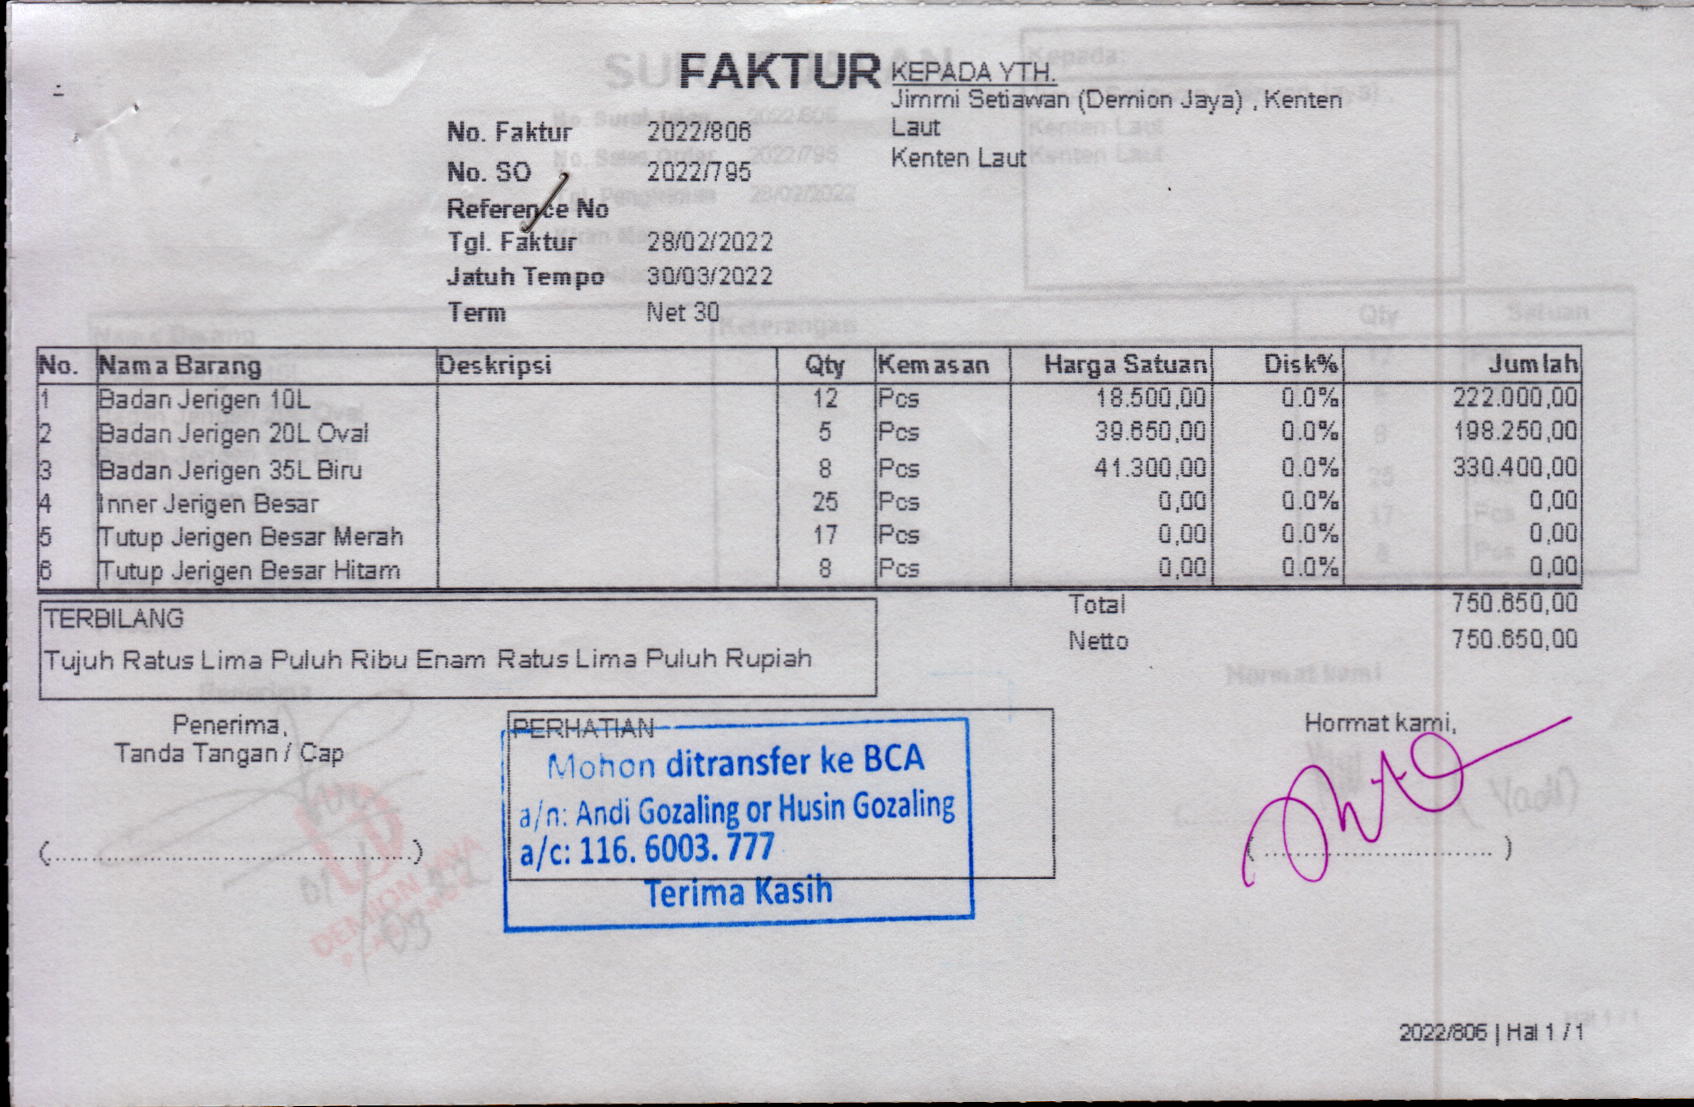 FAKTUR
KEPADA YTH.
Jimmi Setiawan (Demion Jaya) , Kenten
Laut
Kenten Laut
No. Faktur 2022/806
No. SO 2022/795
Reference No
Tgl. Faktur 28/02/2022
Jatuh Tempo 30/03/2022
Term Net 30
No. Nama Barang Deskripsi Qty Kemasan Harga Satuan Disk% Jumlah
1 Badan Jerigen 10L 12 Pcs 18.500,00 0.0% 222.000,00
2 Badan Jerigen 20L Oval 5 Pcs 39.650,00 0.0% 198.250,00
3 Badan Jerigen 35L Biru 8 Pcs 41.300,00 0.0% 330.400,00
4 Inner Jerigen Besar 25 Pcs 0,00 0.0% 0,00
5 Tutup Jerigen Besar Merah 17 Pcs 0,00 0.0% 0,00
6 Tutup Jerigen Besar Hitam 8 Pcs 0,00 0.0% 0,00
Total 750.650,00
Netto 750.650,00
TERBILANG
Tujuh Ratus Lima Puluh Ribu Enam Ratus Lima Puluh Rupiah
Penerima,
Tanda Tangan / Cap
(..........................................)
PERHATIAN
Mohon ditransfer ke BCA
a/n: Andi Gozaling or Husin Gozaling
a/c: 116. 6003. 777
Terima Kasih
Hormat kami,
(..........................)
2022/806 | Hal 1 / 1